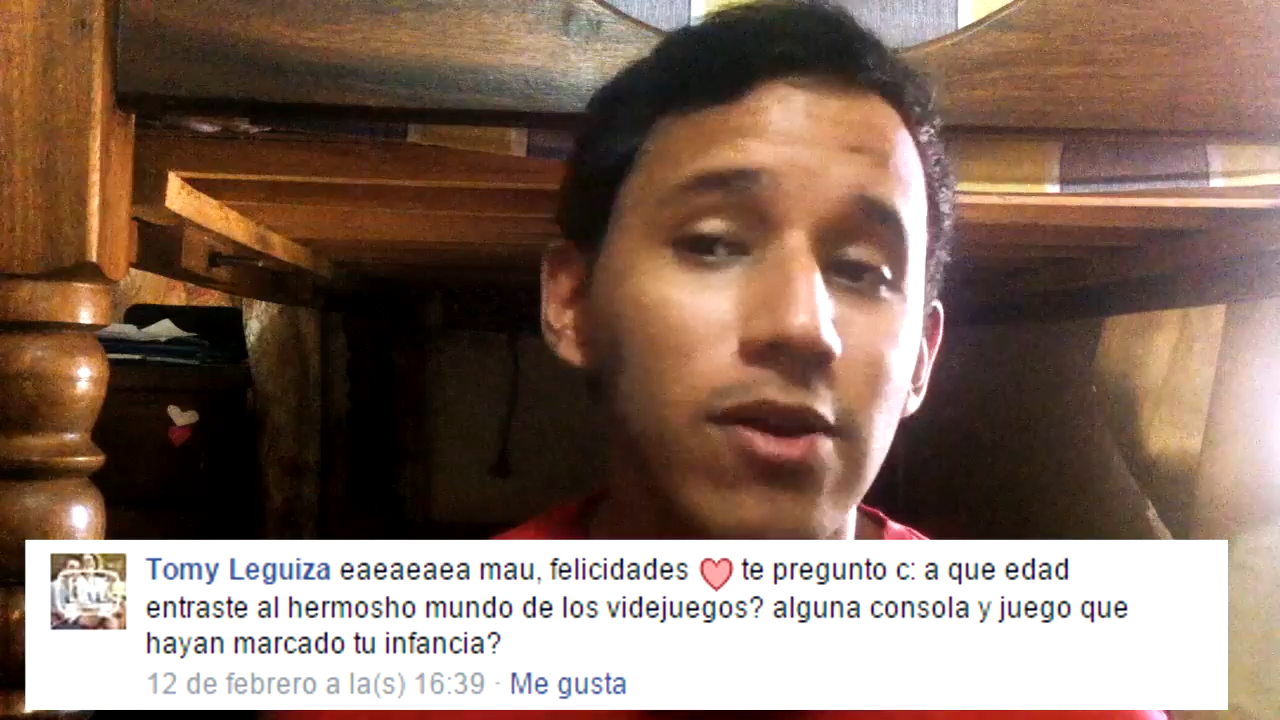 Tomy Leguiza eaeaeaea mau, felicidades te pregunto c: a que edad
entraste al hermosho mundo de los videjuegos? alguna consola y juego que
hayan marcado tu infancia?
12 de febrero a la(s) 16:39 · Me gusta